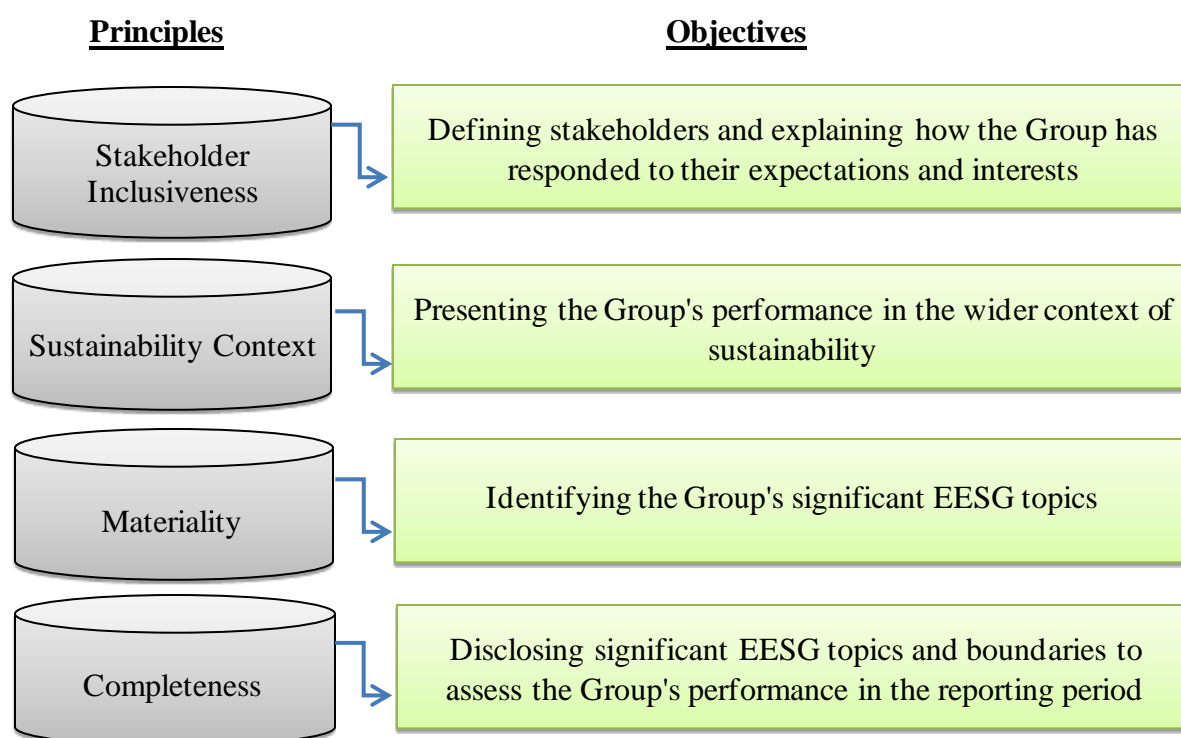 Principles
Objectives
Stakeholder
Inclusiveness
Defining stakeholders and explaining how the Group has
responded to their expectations and interests
Sustainability Context
Presenting the Group's performance in the wider context of
sustainability
Materiality
Identifying the Group's significant EESG topics
Completeness
Disclosing significant EESG topics and boundaries to
assess the Group's performance in the reporting period